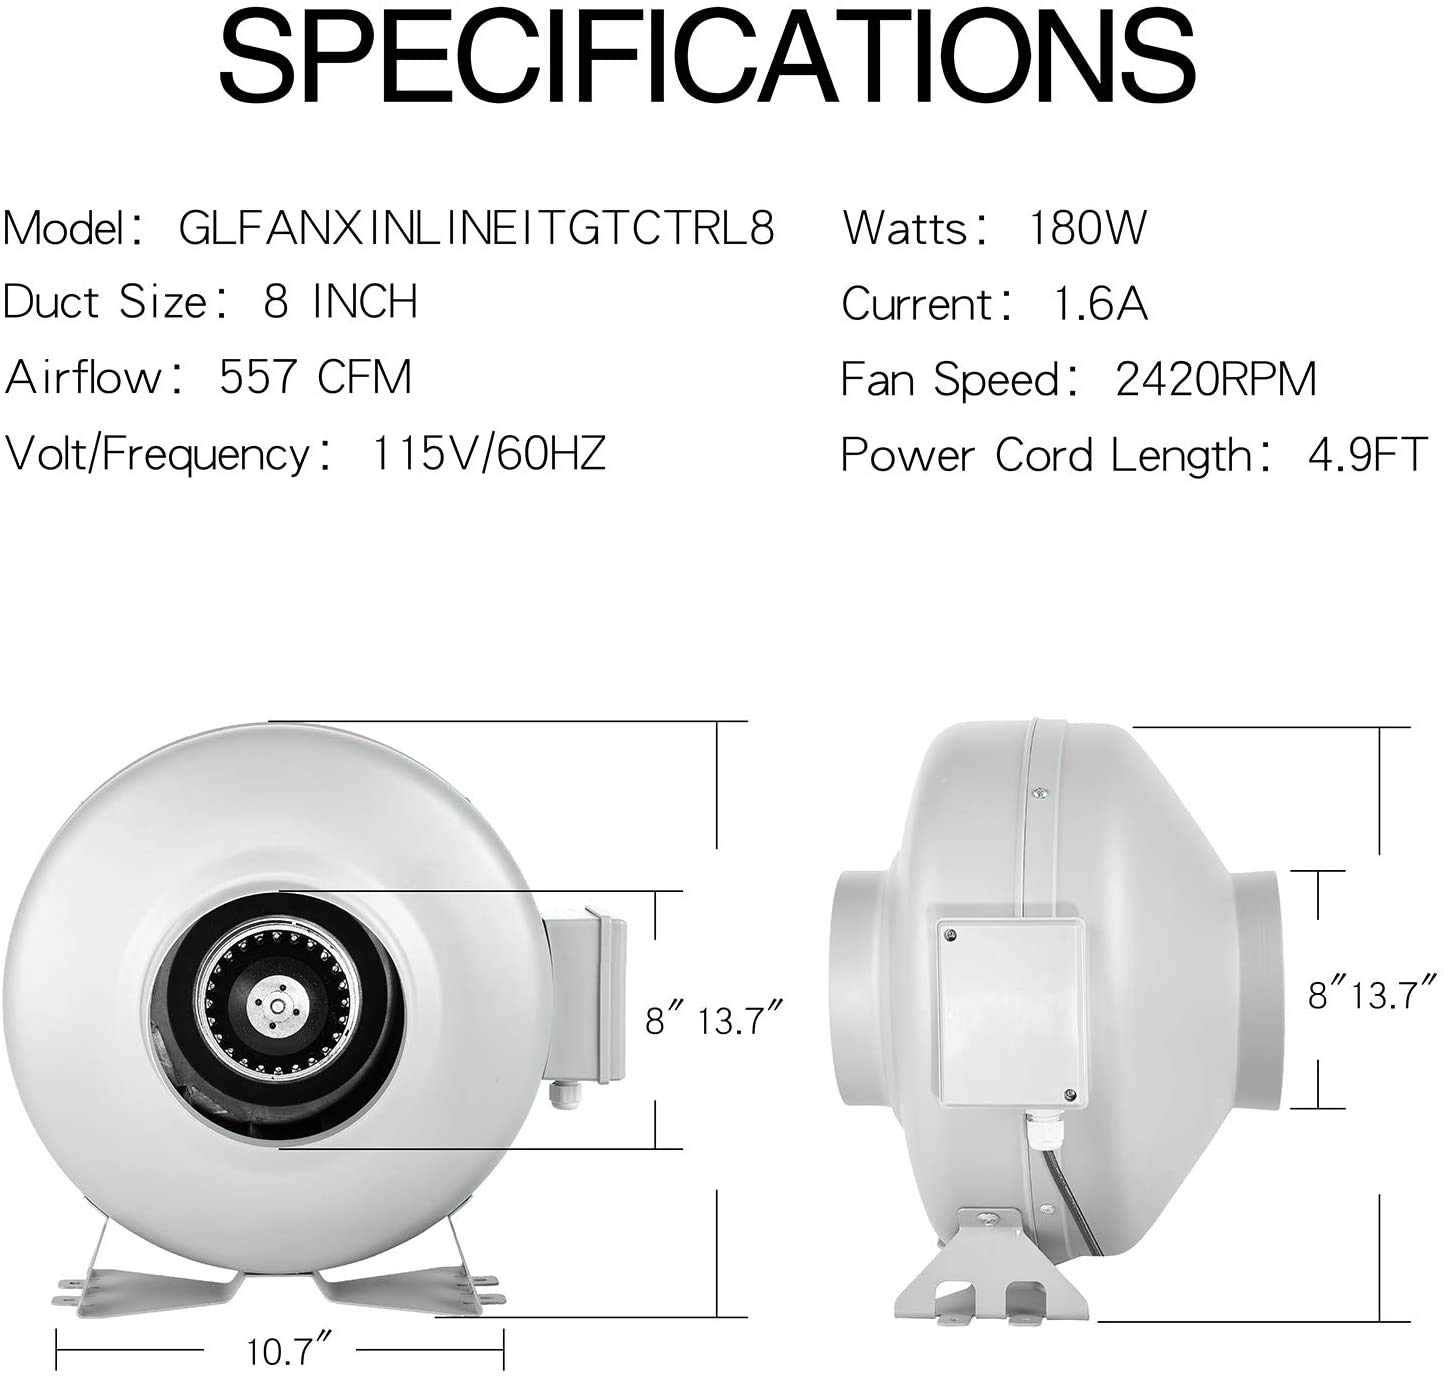 SPECIFICATIONS
Model: GLFANXINLINEITGTCTRL8
Duct Size: 8 INCH
Airflow: 557 CFM
Volt/Frequency: 115V/60HZ
Watts: 180W
Current: 1.6A
Fan Speed: 2420RPM
Power Cord Length: 4.9FT
8" 13.7"
10.7"
8" 13.7"